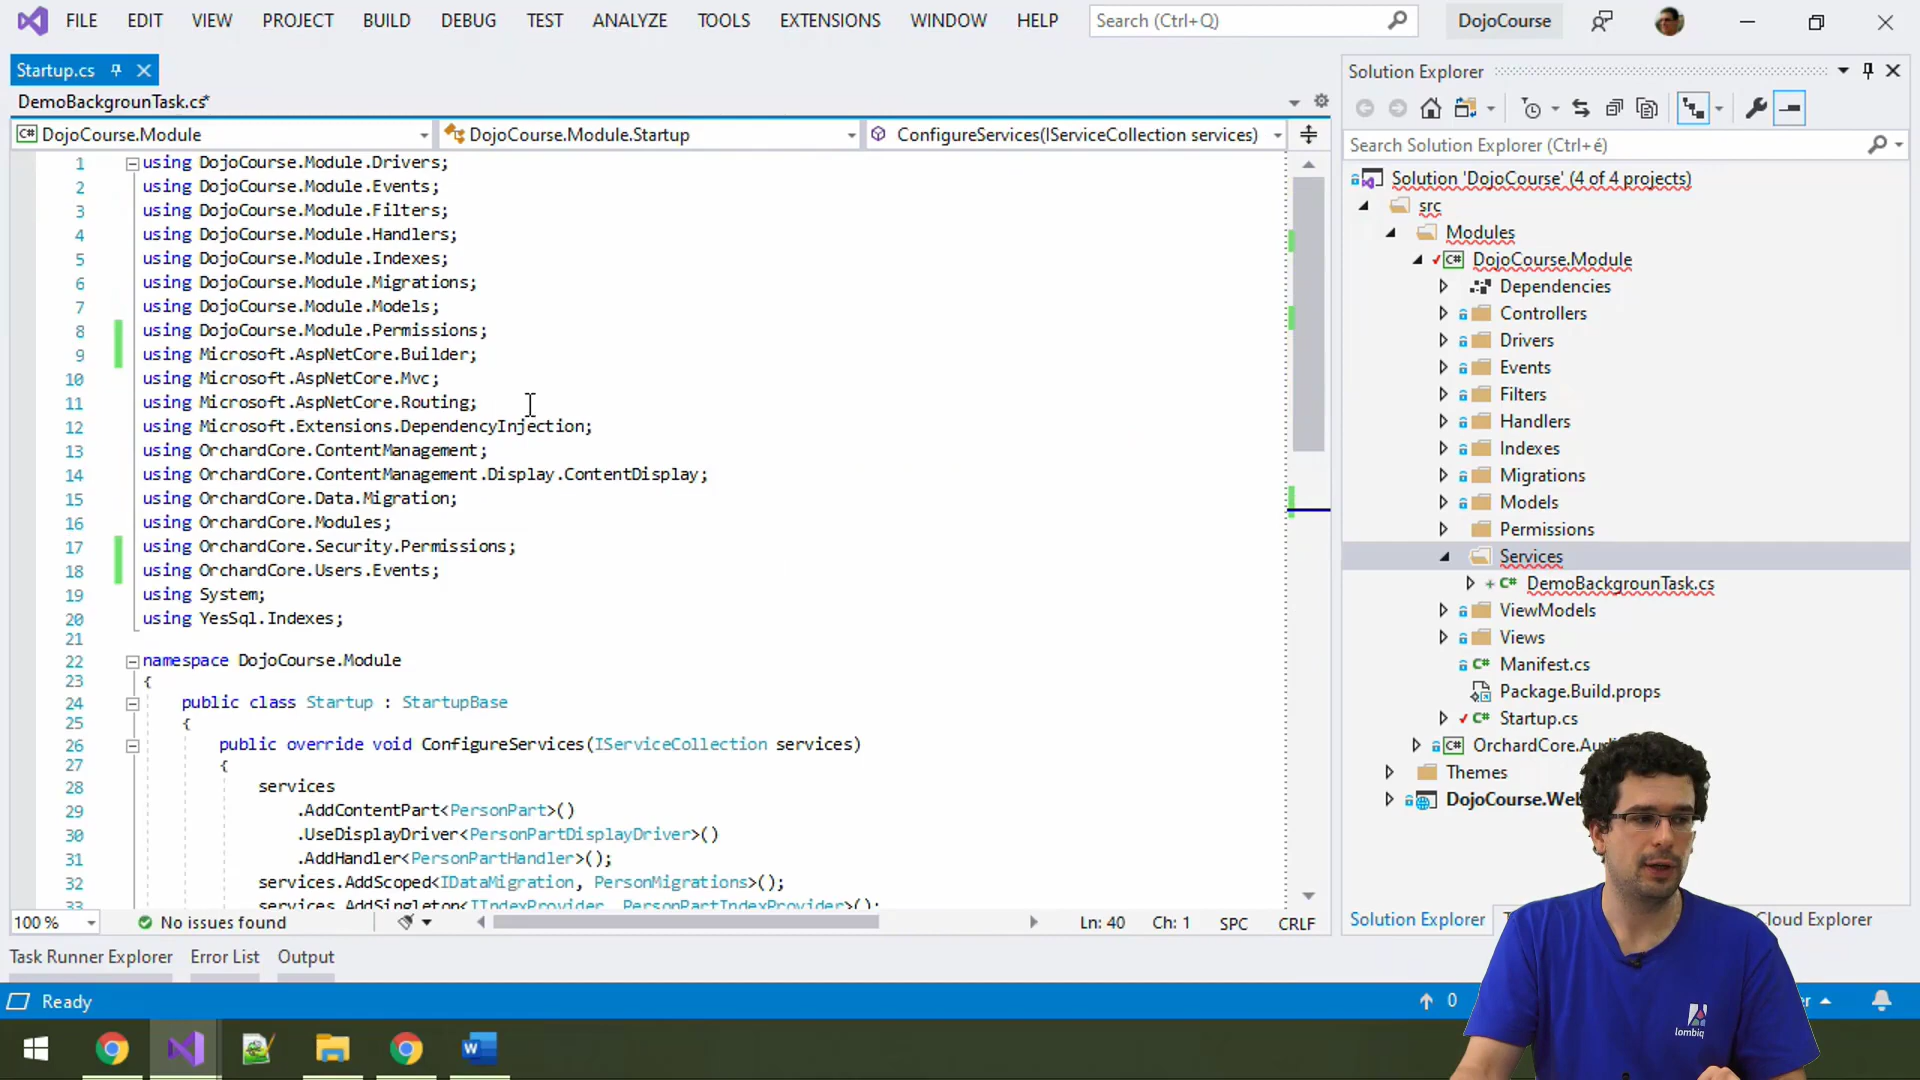 FILE EDIT VIEW PROJECT BUILD DEBUG TEST ANALYZE TOOLS EXTENSIONS WINDOW HELP Search (Ctrl+Q) DojoCourse
Startup.cs
DemoBackgrounTask.cs*
DojoCourse.Module DojoCourse.Module.Startup ConfigureServices(IServiceCollection services)
1 using DojoCourse.Module.Drivers;
2 using DojoCourse.Module.Events;
3 using DojoCourse.Module.Filters;
4 using DojoCourse.Module.Handlers;
5 using DojoCourse.Module.Indexes;
6 using DojoCourse.Module.Migrations;
7 using DojoCourse.Module.Models;
8 using DojoCourse.Module.Permissions;
9 using Microsoft.AspNetCore.Builder;
10 using Microsoft.AspNetCore.Mvc;
11 using Microsoft.AspNetCore.Routing;
12 using Microsoft.Extensions.DependencyInjection;
13 using OrchardCore.ContentManagement;
14 using OrchardCore.ContentManagement.Display.ContentDisplay;
15 using OrchardCore.Data.Migration;
16 using OrchardCore.Modules;
17 using OrchardCore.Security.Permissions;
18 using OrchardCore.Users.Events;
19 using System;
20 using YesSql.Indexes;
21
22 namespace DojoCourse.Module
23 {
24 public class Startup : StartupBase
25 {
26 public override void ConfigureServices(IServiceCollection services)
27 {
28 services
29 .AddContentPart<PersonPart>()
30 .UseDisplayDriver<PersonPartDisplayDriver>()
31 .AddHandler<PersonPartHandler>();
32 services.AddScoped<IDataMigration, PersonMigrations>();
33 services.AddSingleton<IIndexProvider, PersonPartIndexProvider>();
100 % No issues found Ln: 40 Ch: 1 SPC CRLF
Task Runner Explorer Error List Output
Ready
Solution Explorer
Search Solution Explorer (Ctrl+é)
Solution 'DojoCourse' (4 of 4 projects)
src
Modules
DojoCourse.Module
Dependencies
Controllers
Drivers
Events
Filters
Handlers
Indexes
Migrations
Models
Permissions
Services
DemoBackgrounTask.cs
ViewModels
Views
Manifest.cs
Package.Build.props
Startup.cs
OrchardCore.Au
Themes
DojoCourse.We
Solution Explorer Cloud Explorer
0
lombiq